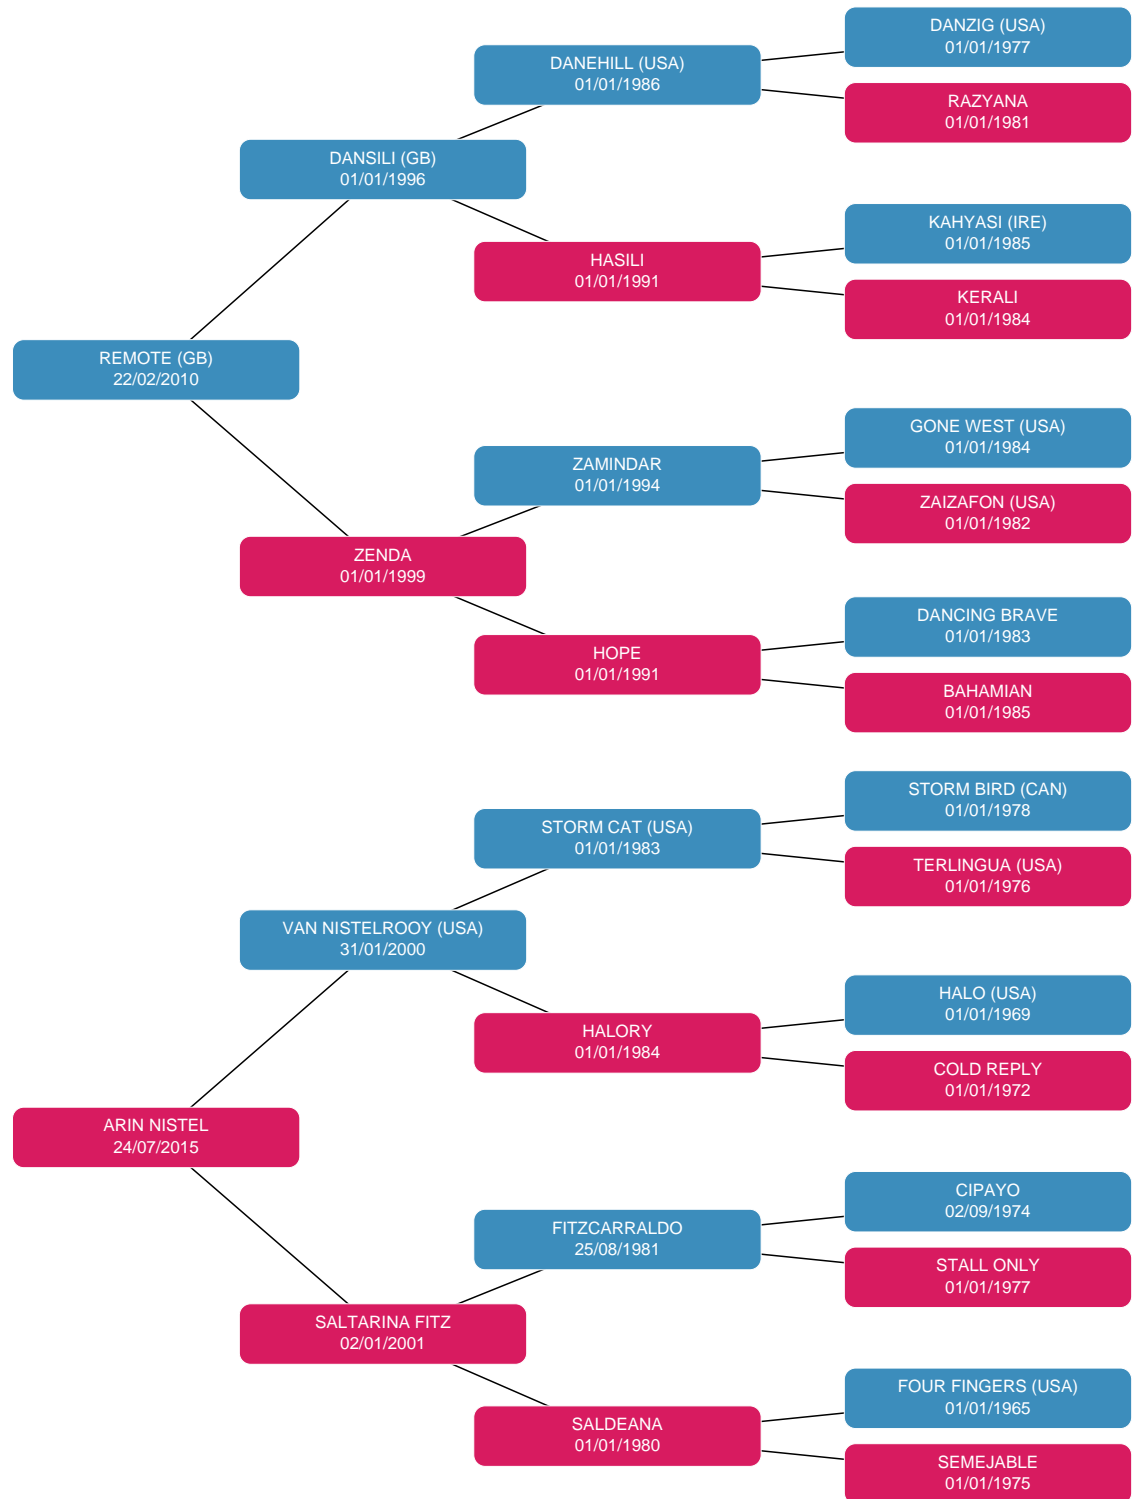 DANZIG (USA)
01/01/1977
DANEHILL (USA)
01/01/1986
RAZYANA
01/01/1981
DANSILI (GB)
01/01/1996
KAHYASI (IRE)
01/01/1985
HASILI
01/01/1991
KERALI
01/01/1984
REMOTE (GB)
22/02/2010
GONE WEST (USA)
01/01/1984
ZAMINDAR
01/01/1994
ZAIZAFON (USA)
01/01/1982
ZENDA
01/01/1999
DANCING BRAVE
01/01/1983
HOPE
01/01/1991
BAHAMIAN
01/01/1985
STORM BIRD (CAN)
01/01/1978
STORM CAT (USA)
01/01/1983
TERLINGUA (USA)
01/01/1976
VAN NISTELROOY (USA)
31/01/2000
HALO (USA)
01/01/1969
HALORY
01/01/1984
COLD REPLY
01/01/1972
ARIN NISTEL
24/07/2015
CIPAYO
02/09/1974
FITZCARRALDO
25/08/1981
STALL ONLY
01/01/1977
SALTARINA FITZ
02/01/2001
FOUR FINGERS (USA)
01/01/1965
SALDEANA
01/01/1980
SEMEJABLE
01/01/1975